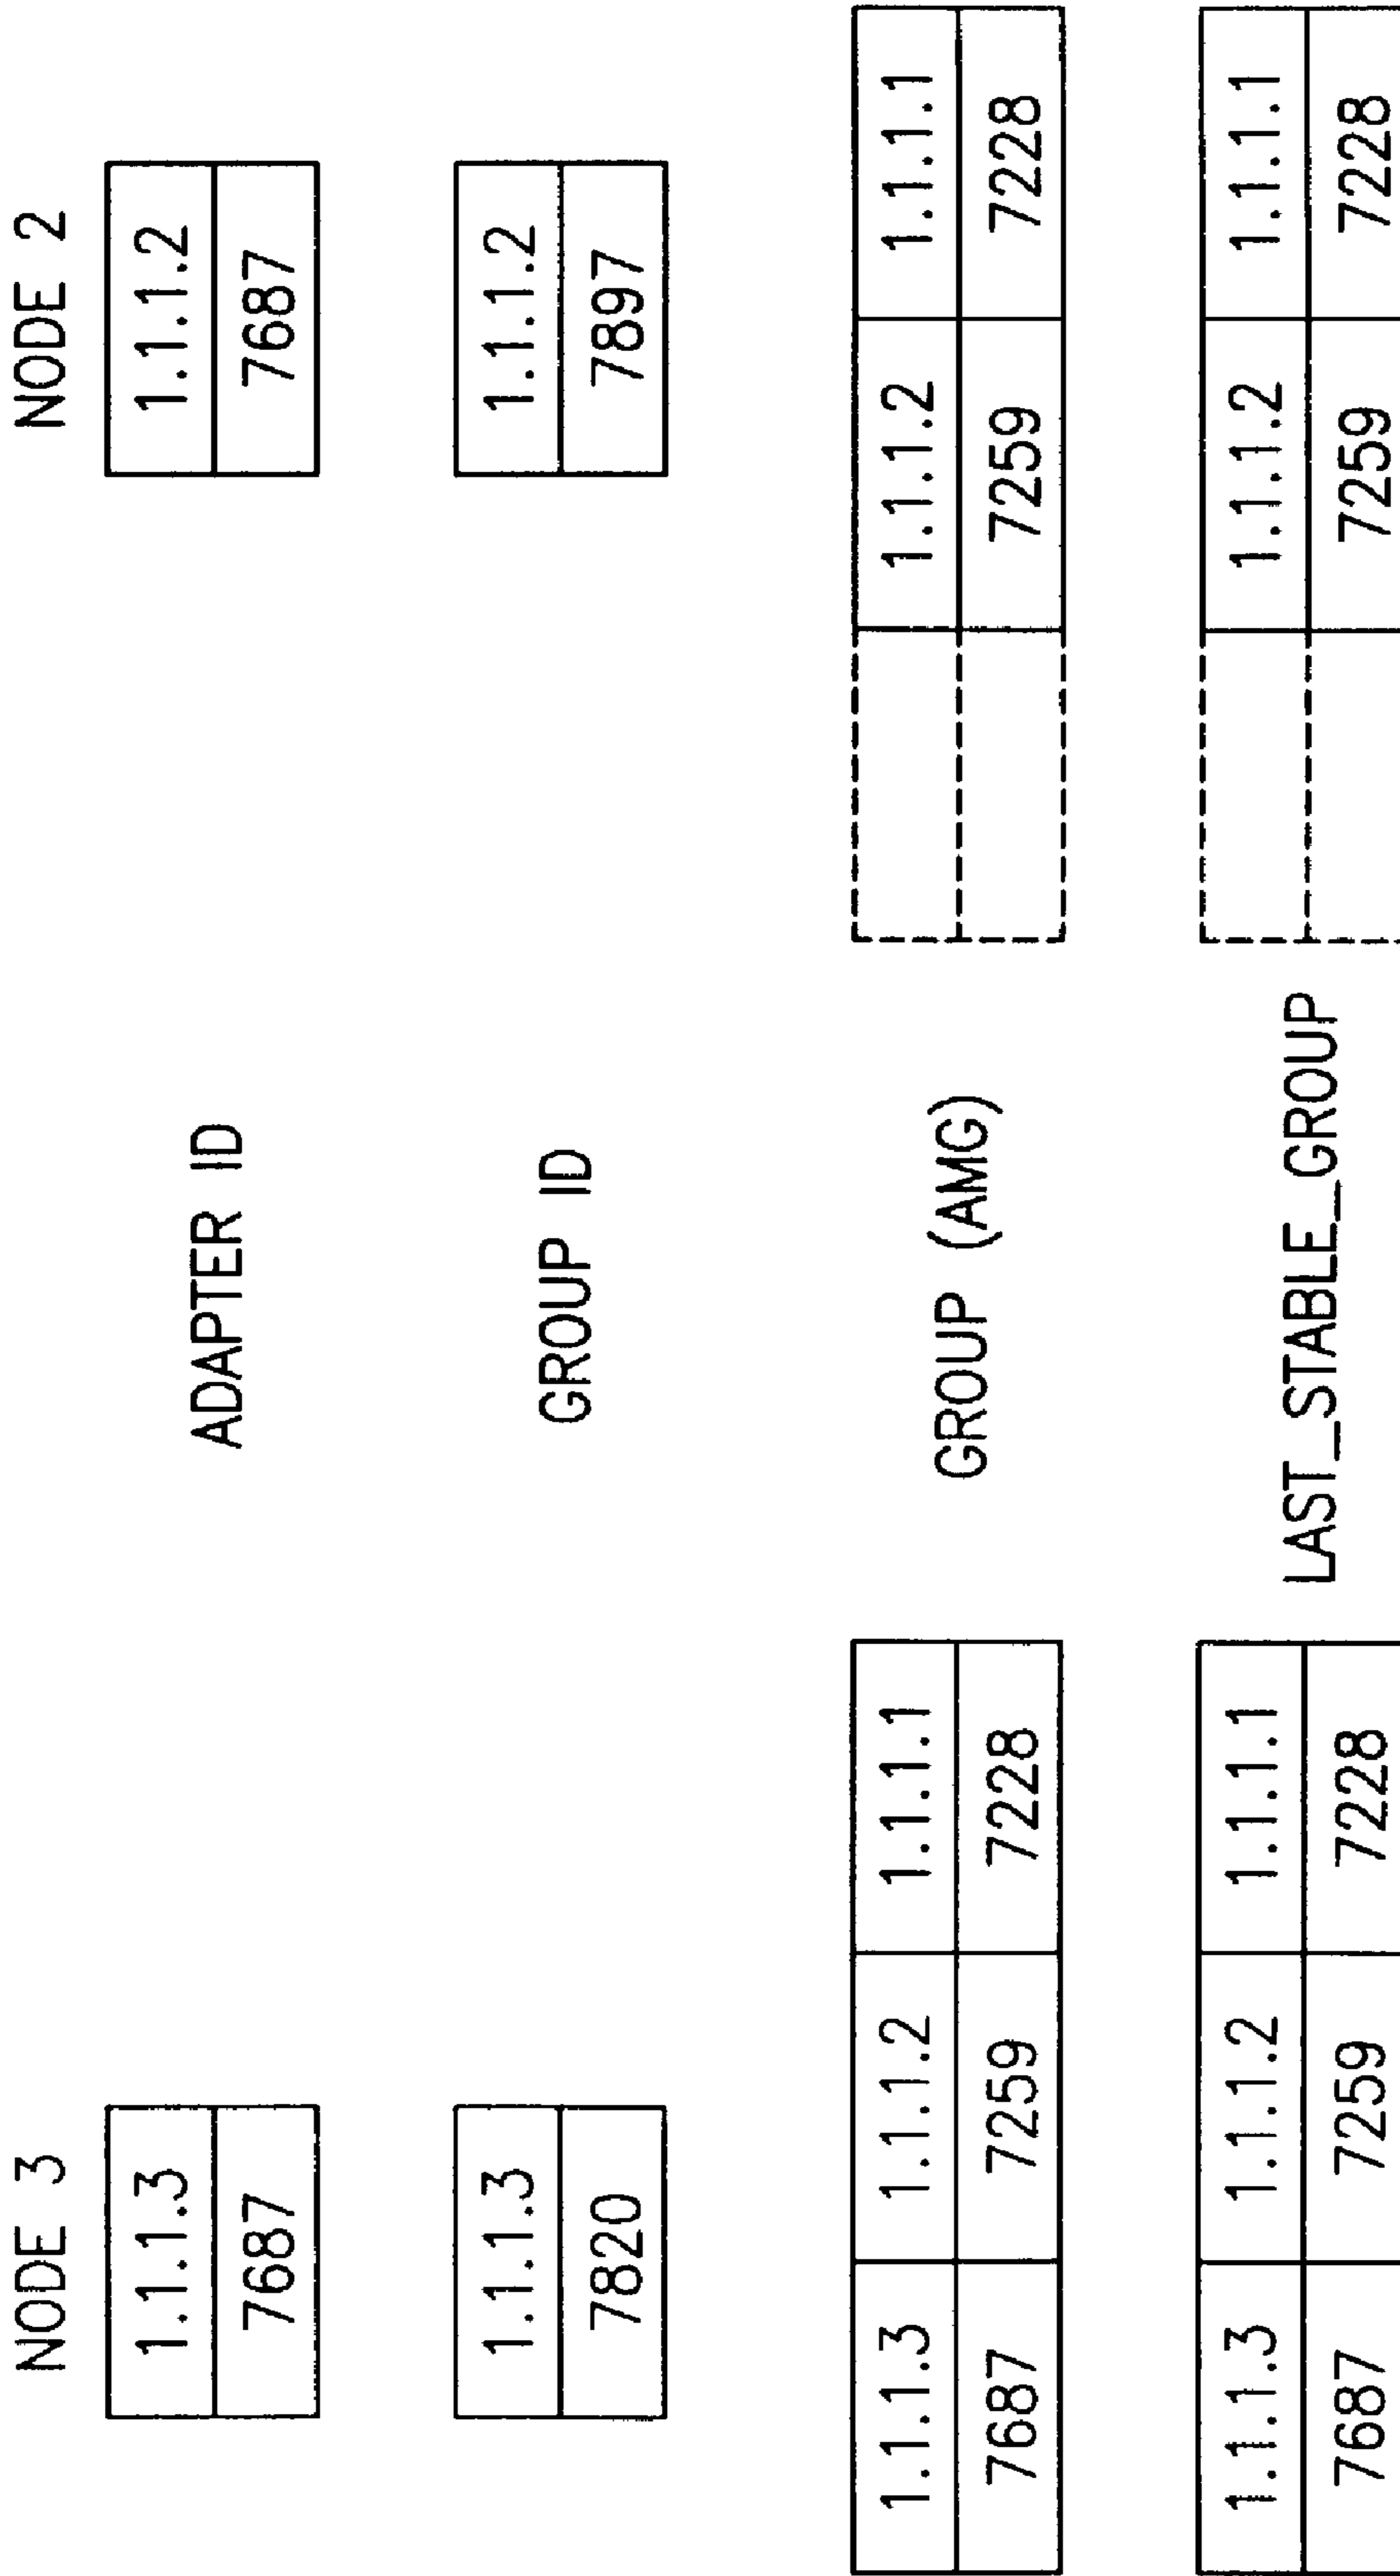 NODE 3 NODE 2
1.1.1.3 ADAPTER ID 1.1.1.2
7687 7687
1.1.1.3 GROUP ID 1.1.1.2
7820 7897
1.1.1.3 1.1.1.2 1.1.1.1 GROUP (AMG) 1.1.1.2 1.1.1.1
7687 7259 7228 7259 7228
1.1.1.3 1.1.1.2 1.1.1.1 LAST_STABLE_GROUP 1.1.1.2 1.1.1.1
7687 7259 7228 7259 7228